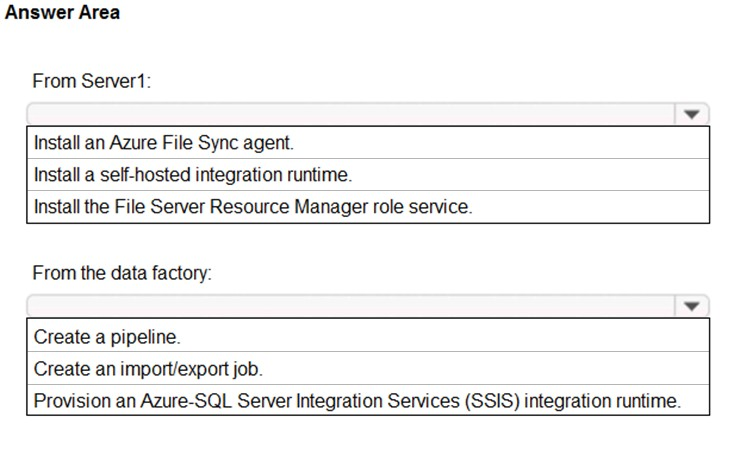 Answer Area
From Server1:
Install an Azure File Sync agent.
Install a self-hosted integration runtime.
Install the File Server Resource Manager role service.
From the data factory:
Create a pipeline.
Create an import/export job.
Provision an Azure-SQL Server Integration Services (SSIS) integration runtime.